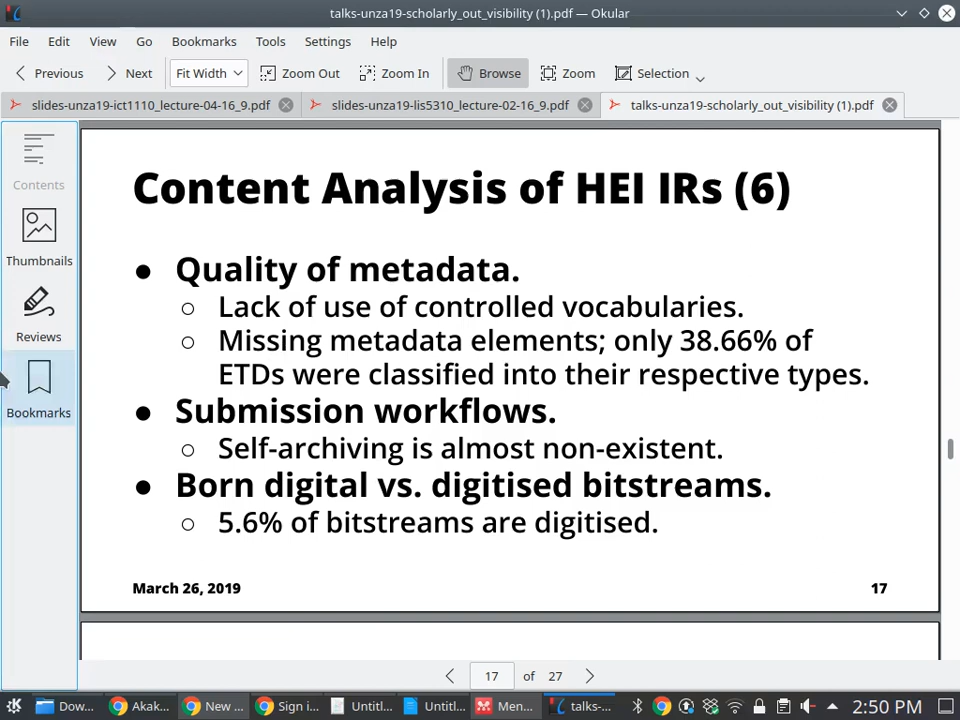 talks-unza19-scholarly_out_visibility (1).pdf — Okular
File Edit View Go Bookmarks Tools Settings Help
Previous Next Fit Width Zoom Out Zoom In Browse Zoom Selection
slides-unza19-ict1110_lecture-04-16_9.pdf slides-unza19-lis5310_lecture-02-16_9.pdf talks-unza19-scholarly_out_visibility (1).pdf
Contents
Thumbnails
Reviews
Bookmarks
Content Analysis of HEI IRs (6)
● Quality of metadata.
○ Lack of use of controlled vocabularies.
○ Missing metadata elements; only 38.66% of
ETDs were classified into their respective types.
● Submission workflows.
○ Self-archiving is almost non-existent.
● Born digital vs. digitised bitstreams.
○ 5.6% of bitstreams are digitised.
March 26, 2019 17
17 of 27
Dow... Akak... New ... Sign i... Untitl... Untitl... Men... talks-... 2:50 PM